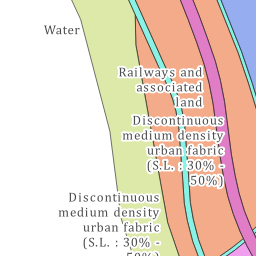 Water
Railways and
associated
land
Discontinuous
medium density
urban fabric
(S.L. : 30% -
50%)
Discontinuous
medium density
urban fabric
(S.L. : 30% -
50%)